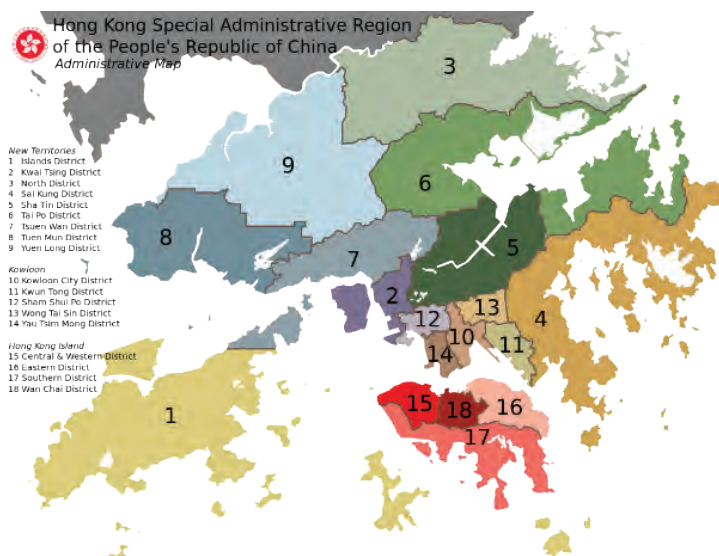 Hong Kong Special Administrative Region
of the People's Republic of China
Administrative Map
New Territories
1 Islands District
2 Kwai Tsing District
3 North District
4 Sai Kung District
5 Sha Tin District
6 Tai Po District
7 Tsuen Wan District
8 Tuen Mun District
9 Yuen Long District
Kowloon
10 Kowloon City District
11 Kwun Tong District
12 Sham Shui Po District
13 Wong Tai Sin District
14 Yau Tsim Mong District
Hong Kong Island
15 Central & Western District
16 Eastern District
17 Southern District
18 Wan Chai District
3
9
6
8
5
7
2
13
4
12
10
11
14
15
18
16
1
17